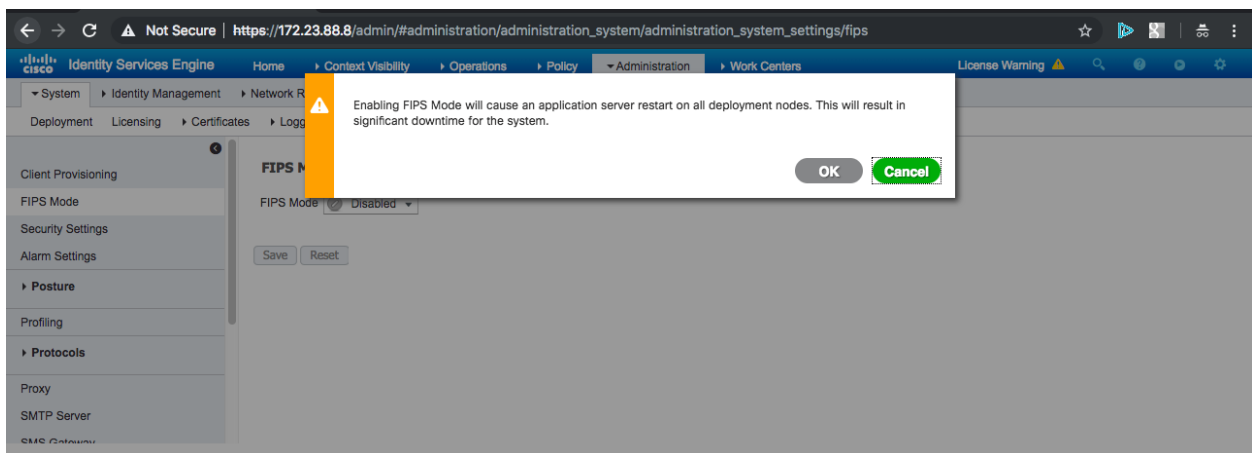 Not Secure | https://172.23.88.8/admin/#administration/administration_system/administration_system_settings/fips
CISCO Identity Services Engine Home Context Visibility Operations Policy Administration Work Centers License Warning
System Identity Management Network R
Deployment Licensing Certificates Logg
Enabling FIPS Mode will cause an application server restart on all deployment nodes. This will result in
significant downtime for the system.
OK Cancel
Client Provisioning
FIPS M
FIPS Mode
FIPS Mode Disabled
Security Settings
Alarm Settings
Save Reset
Posture
Profiling
Protocols
Proxy
SMTP Server
SMS Gateway